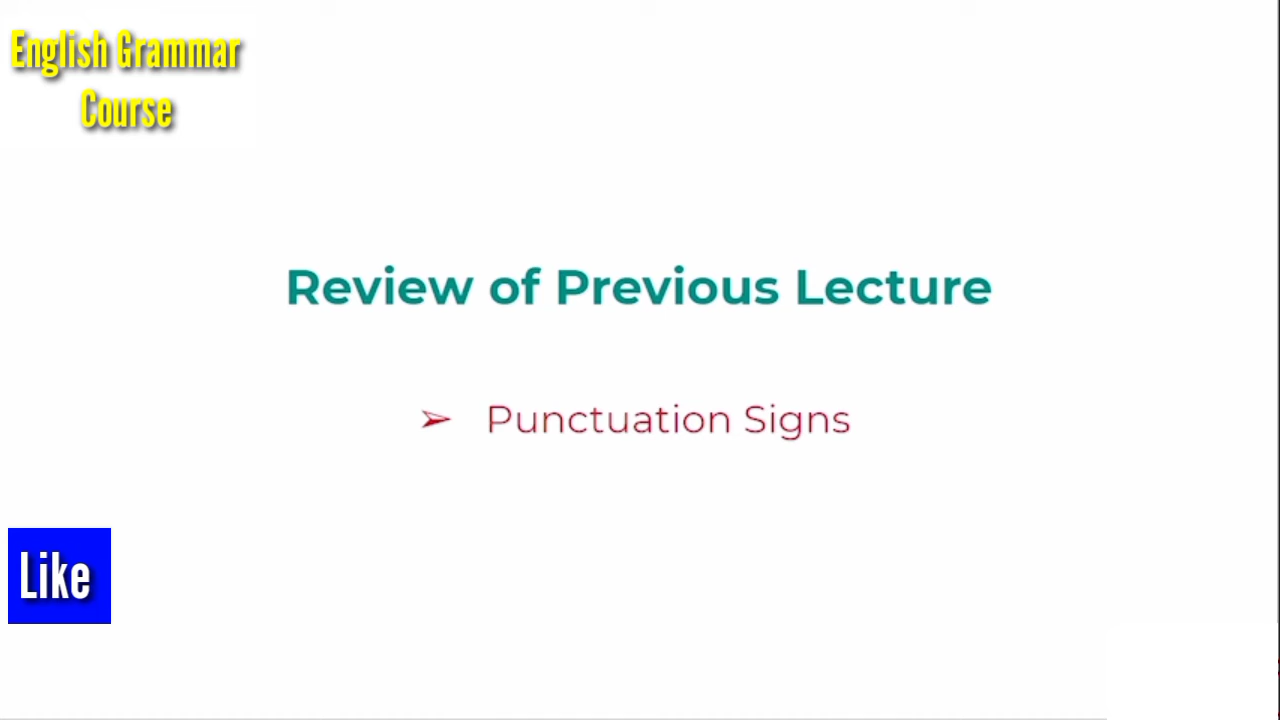 English Grammar
Course
Review of Previous Lecture
➢ Punctuation Signs
Like